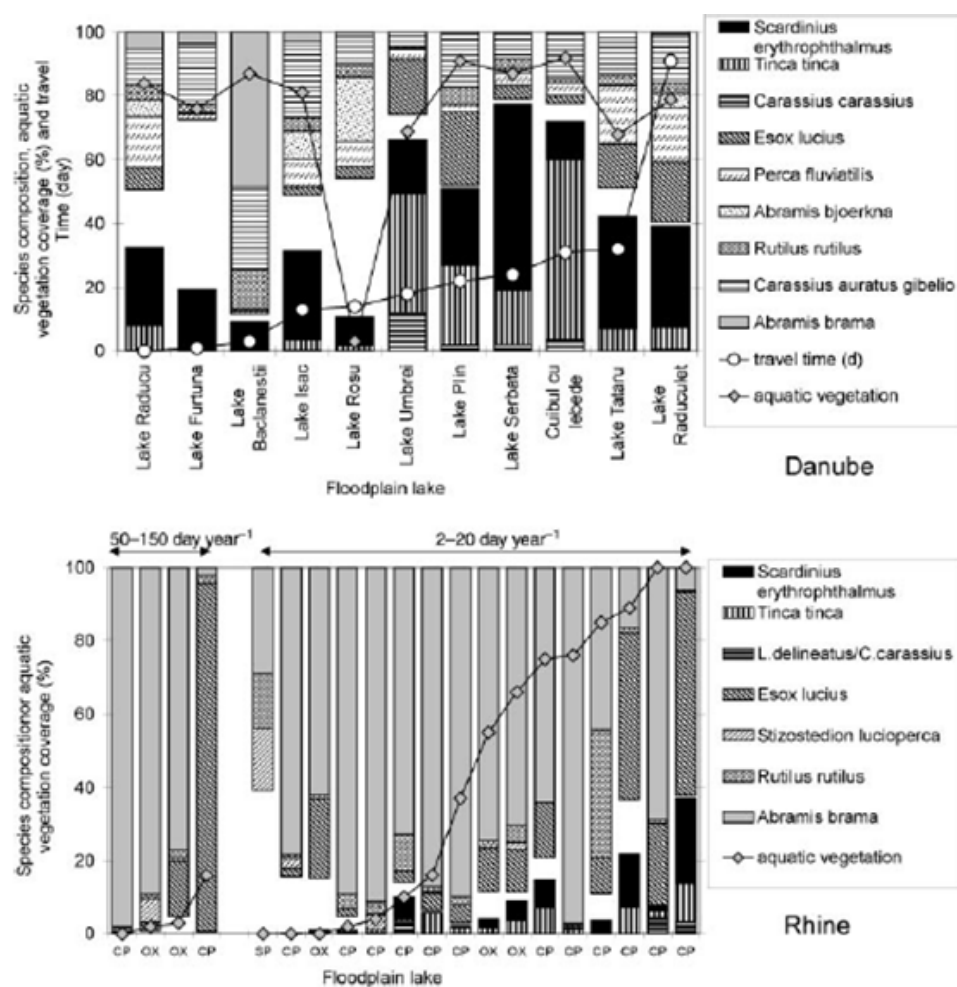 Species composition, aquatic
vegetation coverage (%) and travel
Time (day)
100
80
60
40
20
0
Lake Raducu
Lake Furtuna
Lake
Baclanestii
Lake Isac
Lake Rosu
Lake Umbrei
Lake Plin
Lake Serbata
Cuibul cu
lebede
Lake Tataru
Lake
Raduculet
Floodplain lake
Scardinius
erythrophthalmus
Tinca tinca
Carassius carassius
Esox lucius
Perca fluviatilis
Abramis bjoerkna
Rutilus rutilus
Carassius auratus gibelio
Abramis brama
travel time (d)
aquatic vegetation
Danube
50–150 day year⁻¹
2–20 day year⁻¹
Species compositionor aquatic
vegetation coverage (%)
100
80
60
40
20
0
CP OX OX CP SP CP OX CP CP CP CP CP OX OX CP CP CP CP CP CP
Floodplain lake
Scardinius
erythrophthalmus
Tinca tinca
L.delineatus/C.carassius
Esox lucius
Stizostedion lucioperca
Rutilus rutilus
Abramis brama
aquatic vegetation
Rhine